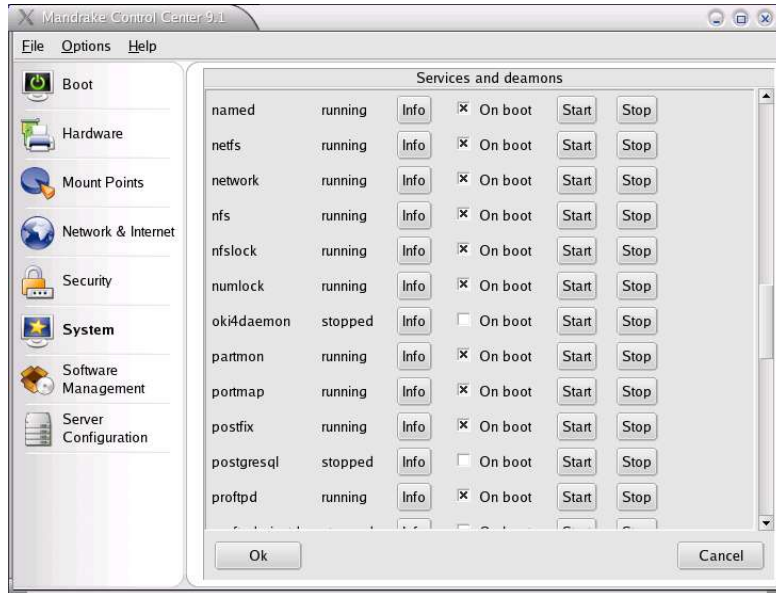 Mandrake Control Center 9.1
File Options Help
Boot
Hardware
Mount Points
Network & Internet
Security
System
Software
Management
Server
Configuration
Services and deamons
named running Info On boot Start Stop
netfs running Info On boot Start Stop
network running Info On boot Start Stop
nfs running Info On boot Start Stop
nfslock running Info On boot Start Stop
numlock running Info On boot Start Stop
oki4daemon stopped Info On boot Start Stop
partmon running Info On boot Start Stop
portmap running Info On boot Start Stop
postfix running Info On boot Start Stop
postgresql stopped Info On boot Start Stop
proftpd running Info On boot Start Stop
Ok Cancel